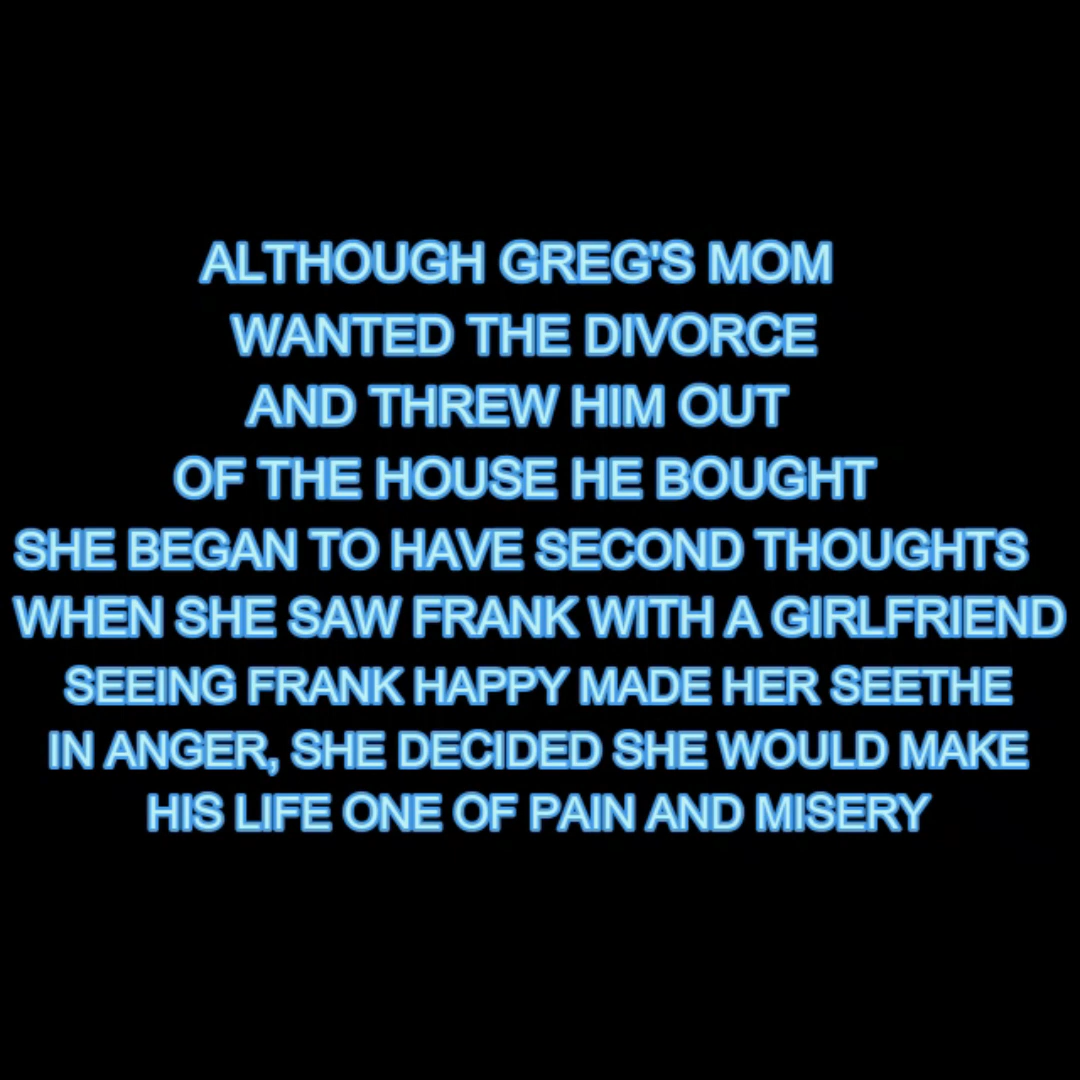 ALTHOUGH GREG'S MOM
WANTED THE DIVORCE
AND THREW HIM OUT
OF THE HOUSE HE BOUGHT
SHE BEGAN TO HAVE SECOND THOUGHTS
WHEN SHE SAW FRANK WITH A GIRLFRIEND
SEEING FRANK HAPPY MADE HER SEETHE
IN ANGER, SHE DECIDED SHE WOULD MAKE
HIS LIFE ONE OF PAIN AND MISERY